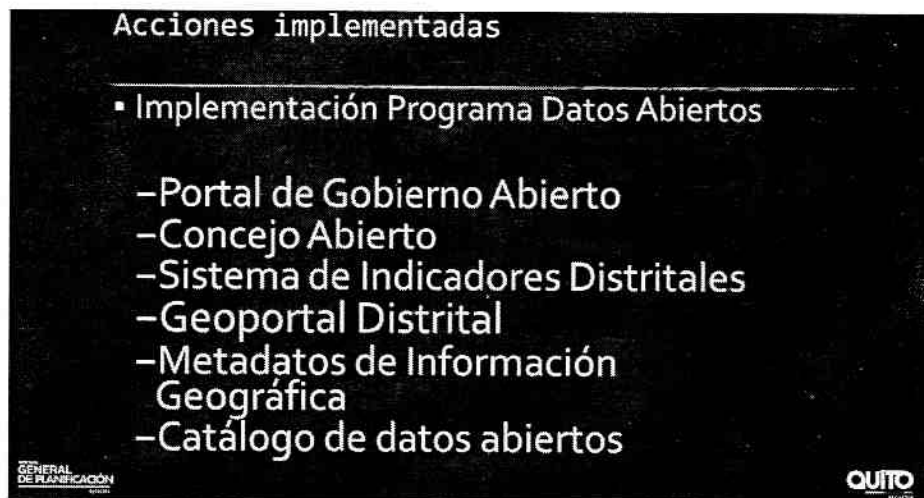 Acciones implementadas
▪ Implementación Programa Datos Abiertos
–Portal de Gobierno Abierto
–Concejo Abierto
–Sistema de Indicadores Distritales
–Geoportal Distrital
–Metadatos de Información
Geográfica
–Catálogo de datos abiertos
GENERAL
DE PLANIFICACIÓN
QUITO